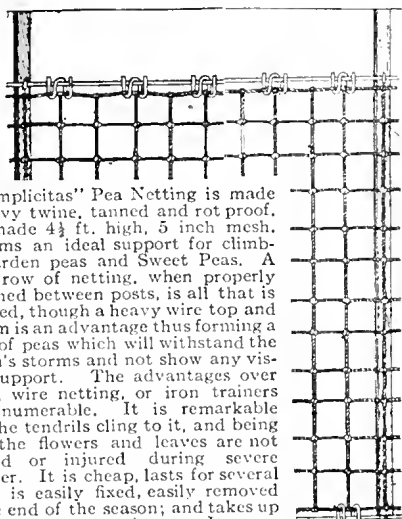 mplicitas" Pea Netting is made
vy twine, tanned and rot proof,
made 4½ ft. high, 5 inch mesh.
ms an ideal support for climb-
arden peas and Sweet Peas. A
row of netting, when properly
ned between posts, is all that is
ed, though a heavy wire top and
m is an advantage thus forming a
of peas which will withstand the
n's storms and not show any vis-
upport. The advantages over
, wire netting, or iron trainers
numerable. It is remarkable
he tendrils cling to it, and being
the flowers and leaves are not
d or injured during severe
er. It is cheap, lasts for several
is easily fixed, easily removed
e end of the season; and takes up